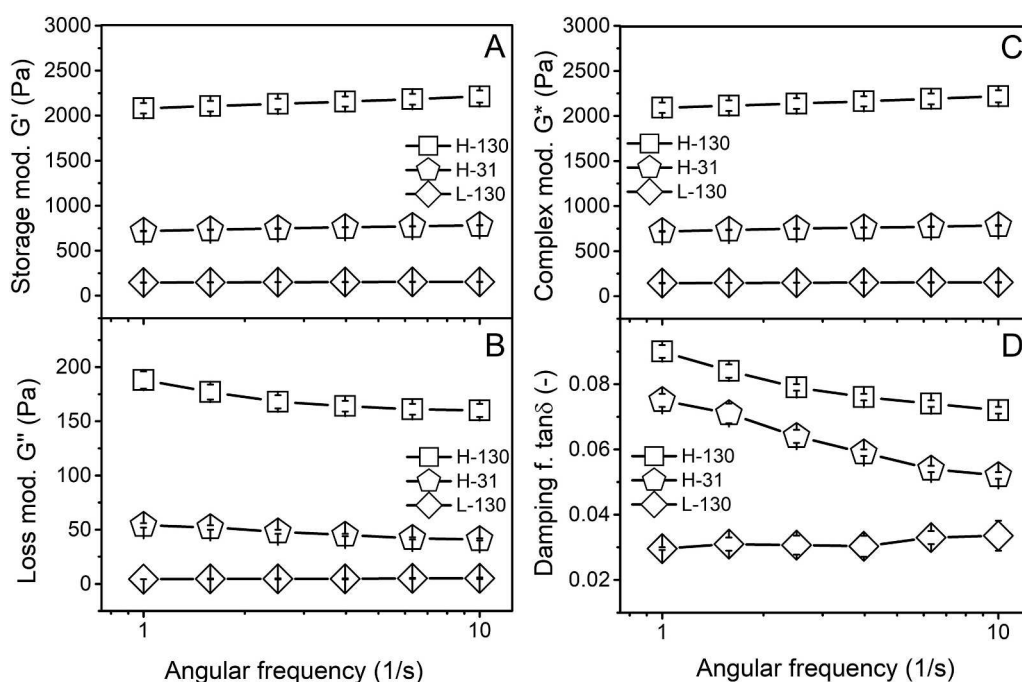 A
Storage mod. G' (Pa)
3000
2500
2000
1500
1000
500
0
H-130
H-31
L-130
C
Complex mod. G* (Pa)
3000
2500
2000
1500
1000
500
0
H-130
H-31
L-130
B
Loss mod. G'' (Pa)
200
150
100
50
0
H-130
H-31
L-130
1
10
Angular frequency (1/s)
D
Damping f. tanδ (-)
0.08
0.06
0.04
0.02
H-130
H-31
L-130
1
10
Angular frequency (1/s)